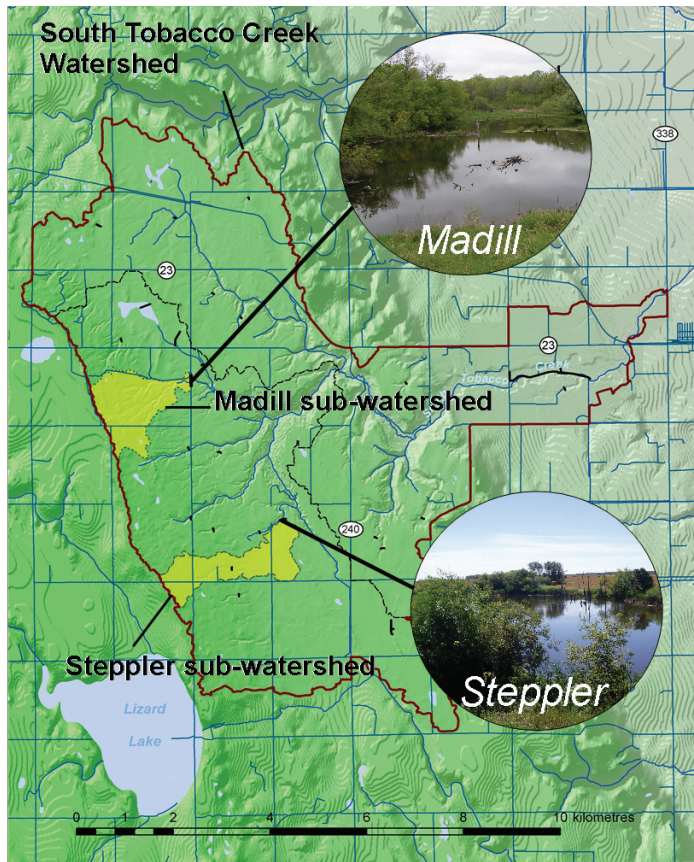 South Tobacco Creek
Watershed
338
Madill
23
23
Tobacco Creek
Madill sub-watershed
240
Steppler sub-watershed
Steppler
Lizard
Lake
0 2 4 6 8 10 kilometres